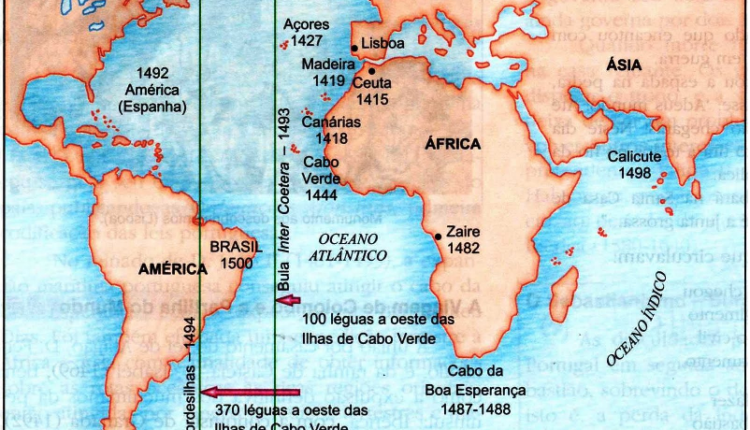 Açores
1427
Lisboa
Madeira
1419
Ceuta
1415
1492
América
(Espanha)
ÁSIA
Canárias
1418
ÁFRICA
Cabo
Verde
1444
Calicute
1498
Bula Inter Coetera – 1493
Zaire
1482
OCEANO
ATLÂNTICO
BRASIL
1500
AMÉRICA
OCEANO ÍNDICO
100 léguas a oeste das
Ilhas de Cabo Verde
Cabo da
Boa Esperança
1487-1488
ordesilhas – 1494
370 léguas a oeste das
Ilhas de Cabo Verde